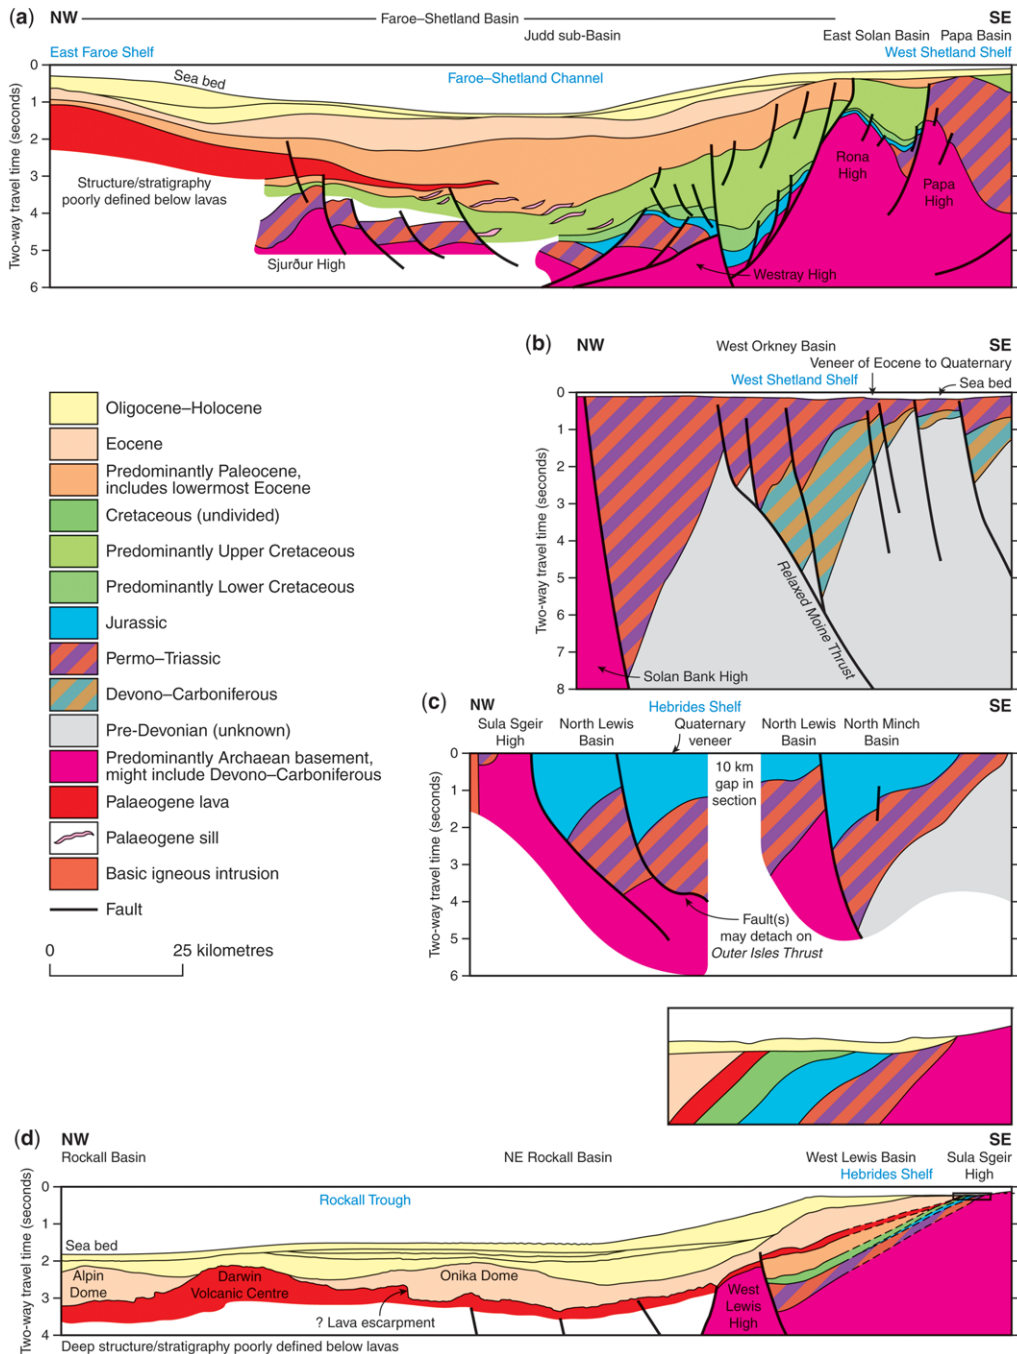 (a) NW Faroe–Shetland Basin SE
Judd sub-Basin East Solan Basin Papa Basin
East Faroe Shelf West Shetland Shelf
Sea bed
Faroe–Shetland Channel
Two-way travel time (seconds)
0
1
2
3
4
5
6
Structure/stratigraphy
poorly defined below lavas
Sjurður High
Rona
High
Papa
High
Westray High
(b) NW West Orkney Basin SE
Veneer of Eocene to Quaternary
West Shetland Shelf
Sea bed
Two-way travel time (seconds)
0
1
2
3
4
5
6
7
8
Relaxed Moine Thrust
Solan Bank High
Oligocene–Holocene
Eocene
Predominantly Paleocene,
includes lowermost Eocene
Cretaceous (undivided)
Predominantly Upper Cretaceous
Predominantly Lower Cretaceous
Jurassic
Permo–Triassic
Devono–Carboniferous
Pre-Devonian (unknown)
Predominantly Archaean basement,
might include Devono–Carboniferous
Palaeogene lava
Palaeogene sill
Basic igneous intrusion
Fault
0 25 kilometres
(c) NW Hebrides Shelf SE
Sula Sgeir
High
North Lewis
Basin
Quaternary
veneer
North Lewis
Basin
North Minch
Basin
10 km
gap in
section
Two-way travel time (seconds)
0
1
2
3
4
5
6
Fault(s)
may detach on
Outer Isles Thrust
(d) NW SE
Rockall Basin NE Rockall Basin West Lewis Basin Sula Sgeir
High
Hebrides Shelf
Rockall Trough
Two-way travel time (seconds)
0
1
2
3
4
Sea bed
Alpin
Dome
Darwin
Volcanic Centre
Onika Dome
? Lava escarpment
West
Lewis
High
Deep structure/stratigraphy poorly defined below lavas